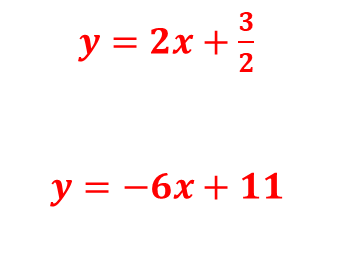 y = 2x + 3/2
y = −6x + 11